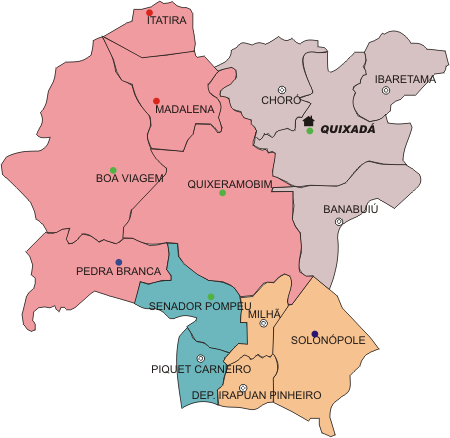 ITATIRA
IBARETAMA
CHORÓ
MADALENA
QUIXADÁ
BOA VIAGEM
QUIXERAMOBIM
BANABUIÚ
PEDRA BRANCA
SENADOR POMPEU
MILHÃ
SOLONÓPOLE
PIQUET CARNEIRO
DEP. IRAPUAN PINHEIRO